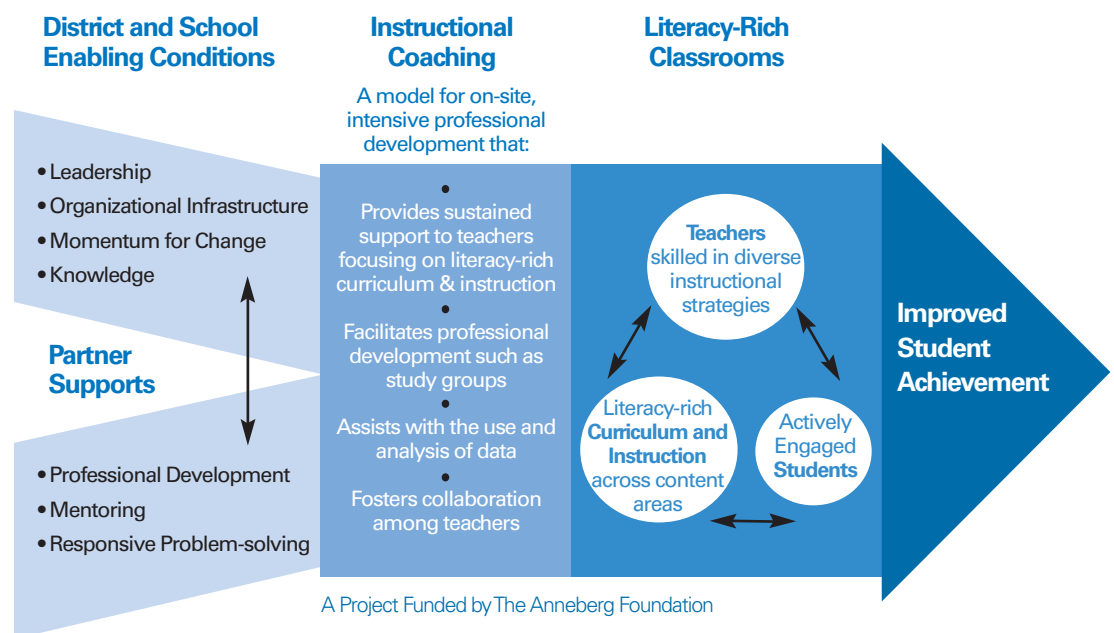 District and School
Enabling Conditions
• Leadership
• Organizational Infrastructure
• Momentum for Change
• Knowledge
Partner
Supports
• Professional Development
• Mentoring
• Responsive Problem-solving
Instructional
Coaching
A model for on-site,
intensive professional
development that:
•
Provides sustained
support to teachers
focusing on literacy-rich
curriculum & instruction
•
Facilitates professional
development such as
study groups
•
Assists with the use and
analysis of data
•
Fosters collaboration
among teachers
Literacy-Rich
Classrooms
Teachers
skilled in diverse
instructional
strategies
Literacy-rich
Curriculum and
Instruction
across content
areas
Actively
Engaged
Students
Improved
Student
Achievement
A Project Funded by The Anneberg Foundation